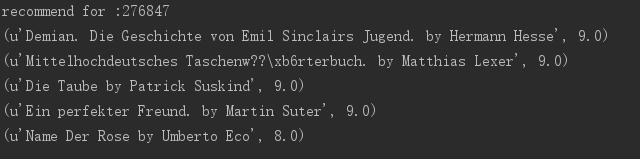 recommend for :276847
(u'Demian. Die Geschichte von Emil Sinclairs Jugend. by Hermann Hesse', 9.0)
(u'Mittelhochdeutsches Taschenw??\xb6rterbuch. by Matthias Lexer', 9.0)
(u'Die Taube by Patrick Suskind', 9.0)
(u'Ein perfekter Freund. by Martin Suter', 9.0)
(u'Name Der Rose by Umberto Eco', 8.0)